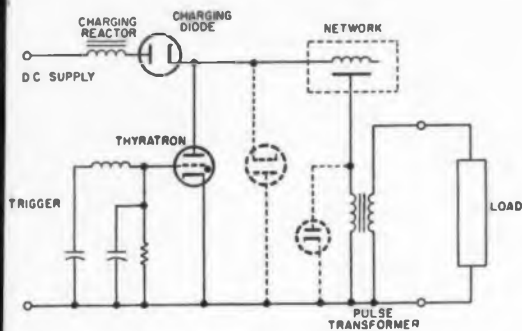 CHARGING
REACTOR
CHARGING
DIODE
NETWORK
DC SUPPLY
THYRATRON
TRIGGER
LOAD
PULSE
TRANSFORMER